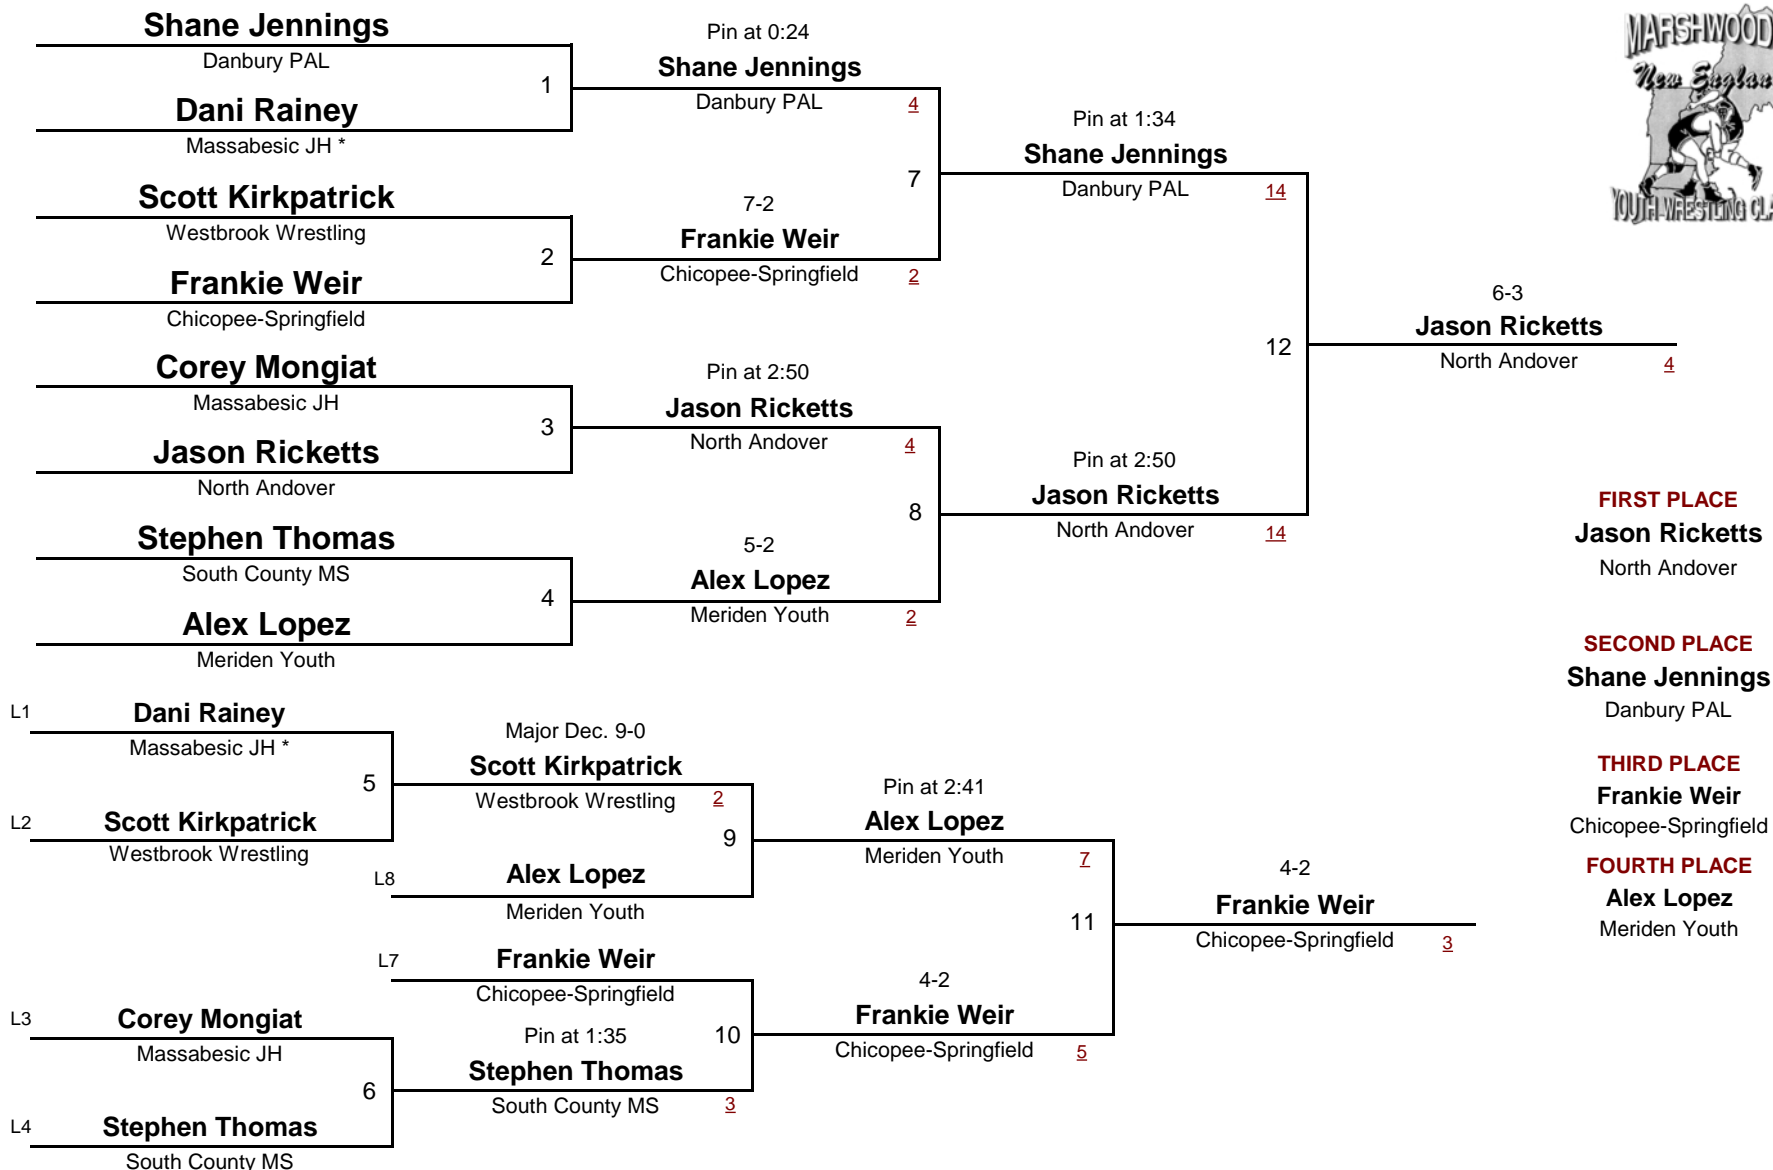 Shane Jennings
Danbury PAL
1
Dani Rainey
Massabesic JH *
Scott Kirkpatrick
Westbrook Wrestling
2
Frankie Weir
Chicopee-Springfield
Corey Mongiat
Massabesic JH
3
Jason Ricketts
North Andover
Stephen Thomas
South County MS
4
Alex Lopez
Meriden Youth
Pin at 0:24
Shane Jennings
Danbury PAL 4
7
7-2
Frankie Weir
Chicopee-Springfield 2
Pin at 2:50
Jason Ricketts
North Andover 4
8
5-2
Alex Lopez
Meriden Youth 2
Pin at 1:34
Shane Jennings
Danbury PAL 14
12
Pin at 2:50
Jason Ricketts
North Andover 14
6-3
Jason Ricketts
North Andover 4
MARSHWOOD
New England
YOUTH WRESTLING CLA
FIRST PLACE
Jason Ricketts
North Andover
SECOND PLACE
Shane Jennings
Danbury PAL
THIRD PLACE
Frankie Weir
Chicopee-Springfield
FOURTH PLACE
Alex Lopez
Meriden Youth
L1 Dani Rainey
Massabesic JH *
5
L2 Scott Kirkpatrick
Westbrook Wrestling
Major Dec. 9-0
Scott Kirkpatrick
Westbrook Wrestling 2
9
L8 Alex Lopez
Meriden Youth
L7 Frankie Weir
Chicopee-Springfield
10
L3 Corey Mongiat
Massabesic JH
6
L4 Stephen Thomas
South County MS
Pin at 1:35
Stephen Thomas
South County MS 3
Pin at 2:41
Alex Lopez
Meriden Youth 7
11
4-2
Frankie Weir
Chicopee-Springfield 5
4-2
Frankie Weir
Chicopee-Springfield 3